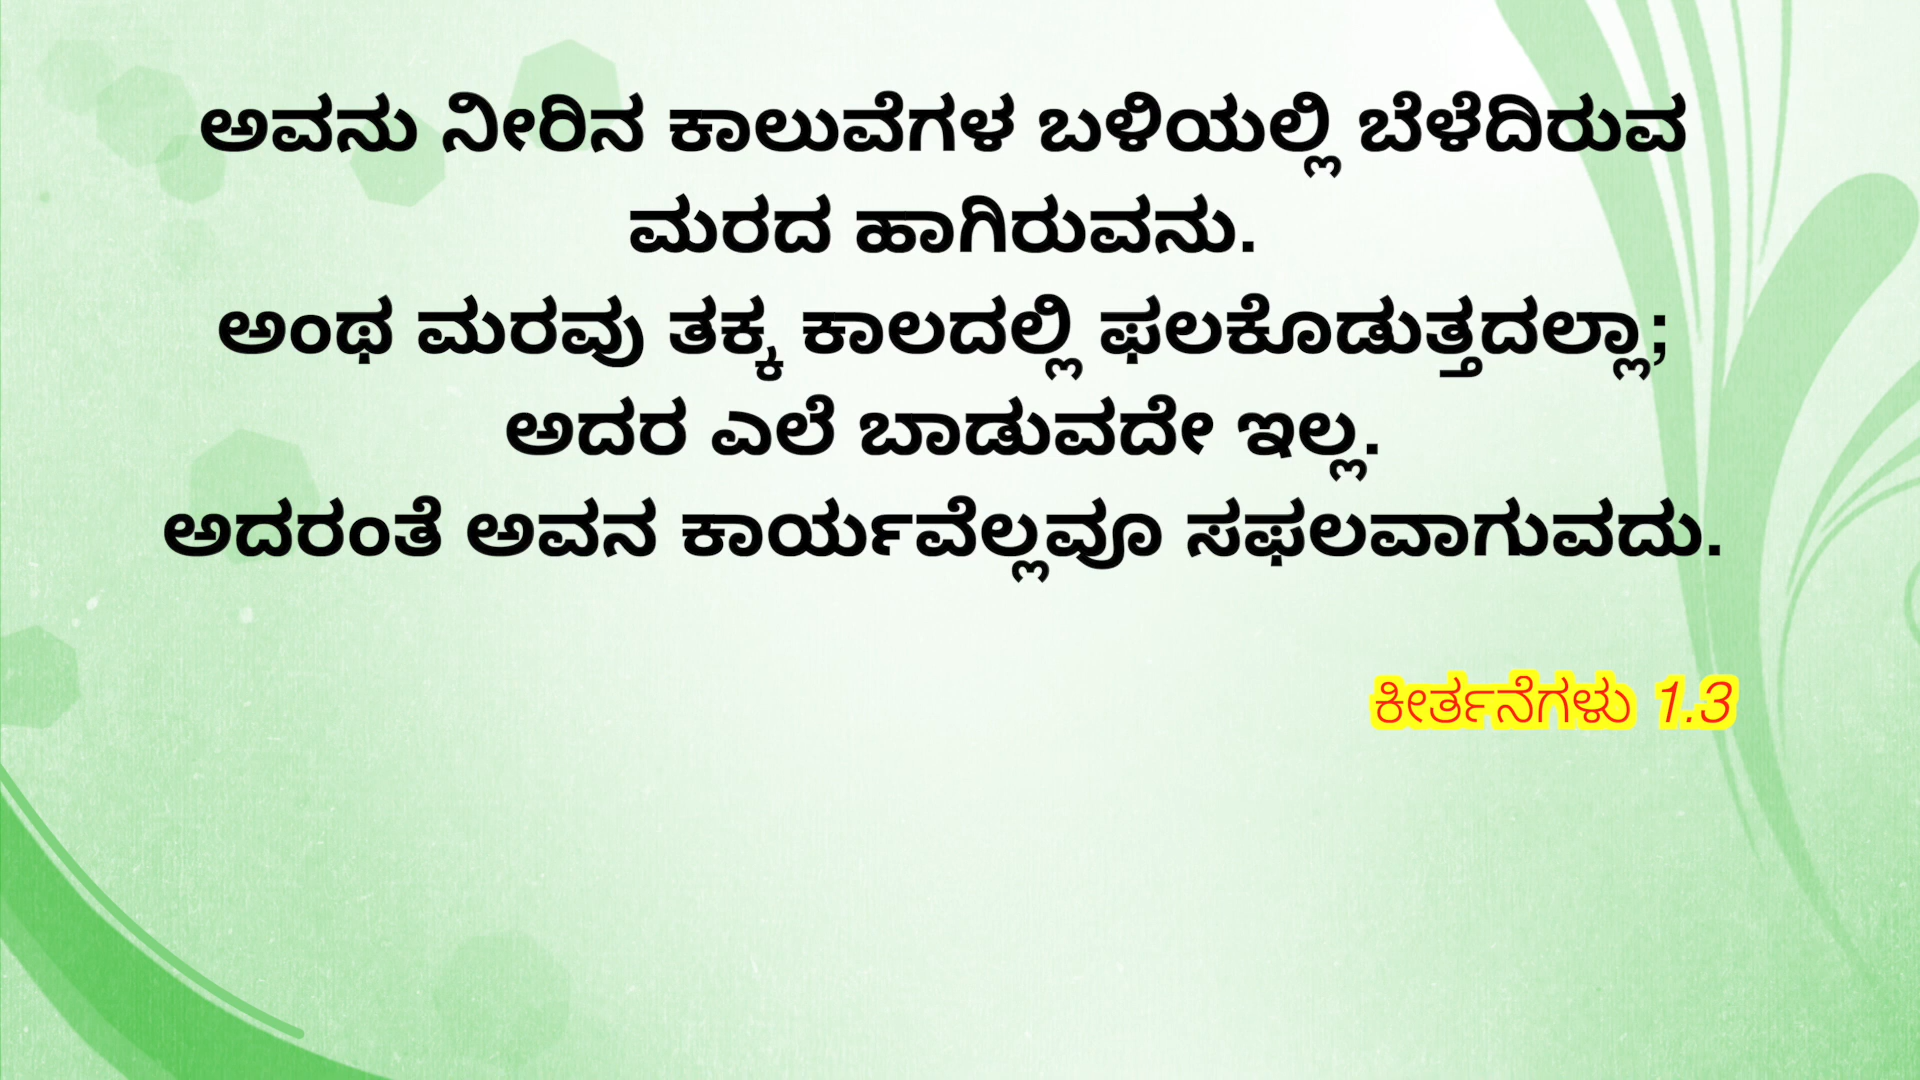 ಅವನು ನೀರಿನ ಕಾಲುವೆಗಳ ಬಳಿಯಲ್ಲಿ ಬೆಳೆದಿರುವ
ಮರದ ಹಾಗಿರುವನು.
ಅಂಥ ಮರವು ತಕ್ಕ ಕಾಲದಲ್ಲಿ ಫಲಕೊಡುತ್ತದಲ್ಲಾ;
ಅದರ ಎಲೆ ಬಾಡುವದೇ ಇಲ್ಲ.
ಅದರಂತೆ ಅವನ ಕಾರ್ಯವೆಲ್ಲವೂ ಸಫಲವಾಗುವದು.
ಕೀರ್ತನೆಗಳು 1.3